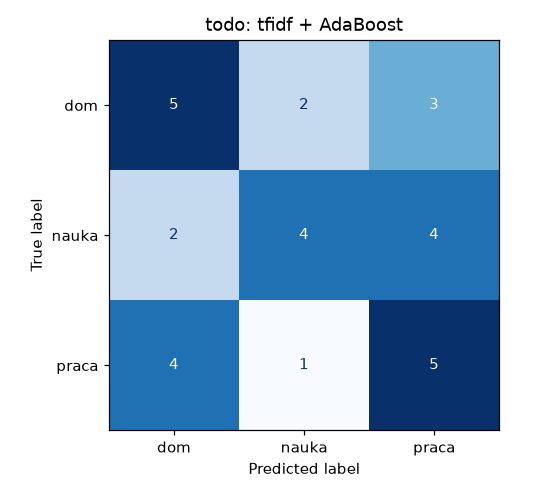 todo: tfidf + AdaBoost
True label
dom
5 2 3
nauka
2 4 4
praca
4 1 5
dom nauka praca
Predicted label